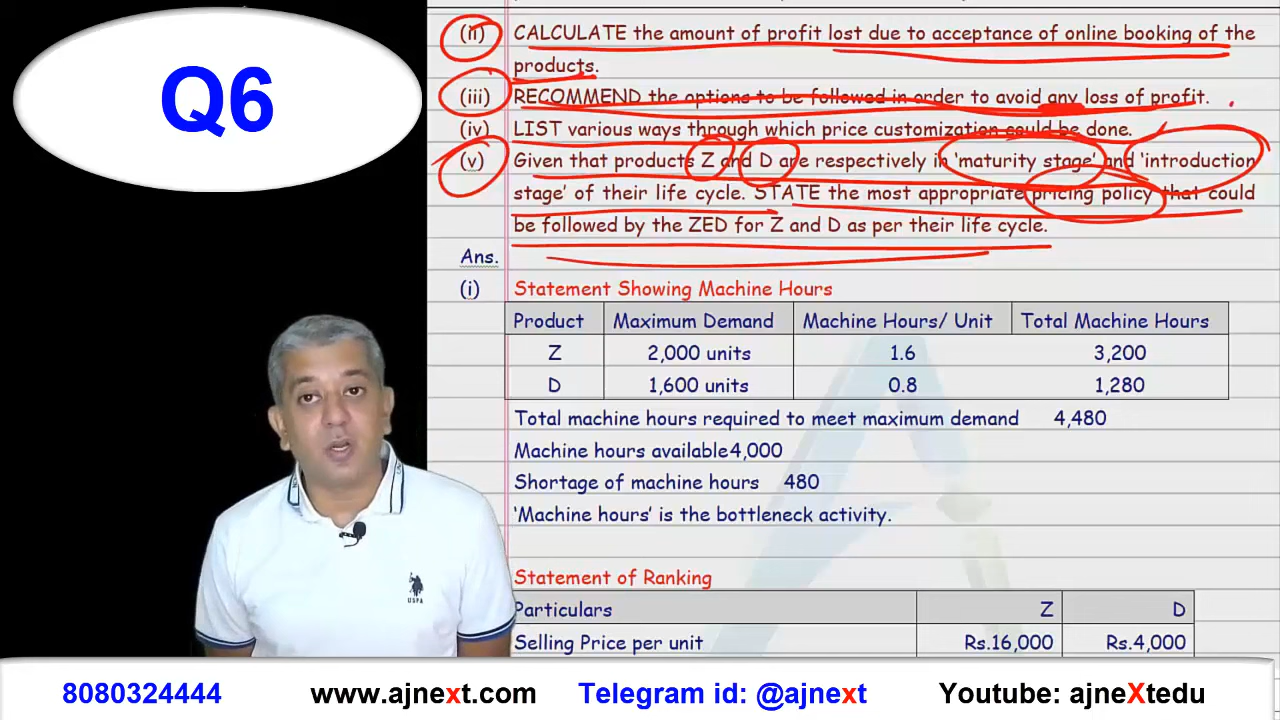 Q6
(ii) CALCULATE the amount of profit lost due to acceptance of online booking of the
products.
(iii) RECOMMEND the options to be followed in order to avoid any loss of profit.
(iv) LIST various ways through which price customization could be done.
(v) Given that products Z and D are respectively in ‘maturity stage’ and ‘introduction
stage’ of their life cycle. STATE the most appropriate pricing policy that could
be followed by the ZED for Z and D as per their life cycle.
Ans.
(i) Statement Showing Machine Hours
Product Maximum Demand Machine Hours/ Unit Total Machine Hours
Z 2,000 units 1.6 3,200
D 1,600 units 0.8 1,280
Total machine hours required to meet maximum demand 4,480
Machine hours available4,000
Shortage of machine hours 480
‘Machine hours’ is the bottleneck activity.
Statement of Ranking
Particulars Z D
Selling Price per unit Rs.16,000 Rs.4,000
USPA
8080324444 www.ajnext.com Telegram id: @ajnext Youtube: ajneXtedu